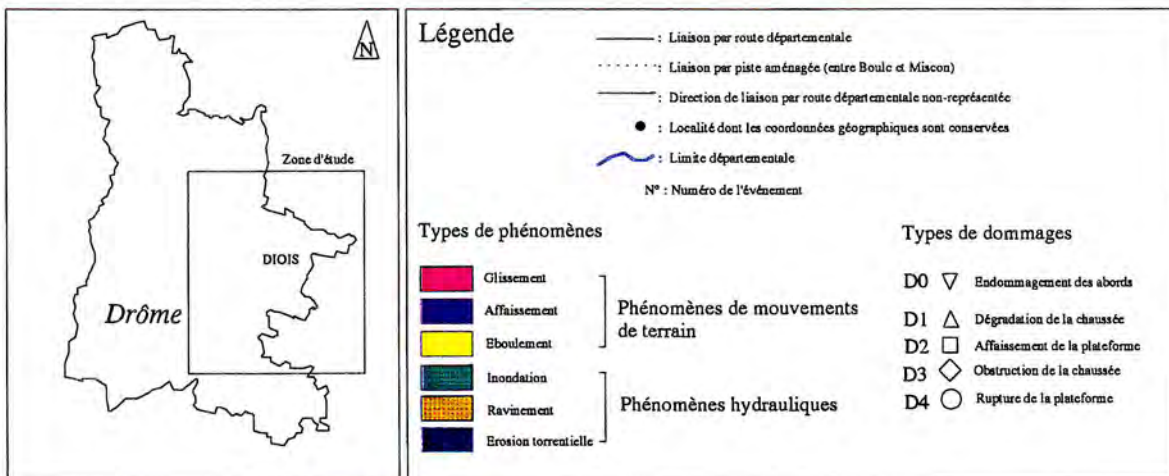 N
Zone d'étude
DIOIS
Drôme
Légende
: Liaison par route départementale
: Liaison par piste aménagée (entre Boulc et Miscon)
: Direction de liaison par route départementale non-représentée
: Localité dont les coordonnées géographiques sont conservées
: Limite départementale
N° : Numéro de l'événement
Types de phénomènes
Glissement
Affaissement
Eboulement
Phénomènes de mouvements
de terrain
Inondation
Ravinement
Erosion torrentielle
Phénomènes hydrauliques
Types de dommages
D0 Endommagement des abords
D1 Dégradation de la chaussée
D2 Affaissement de la plateforme
D3 Obstruction de la chaussée
D4 Rupture de la plateforme